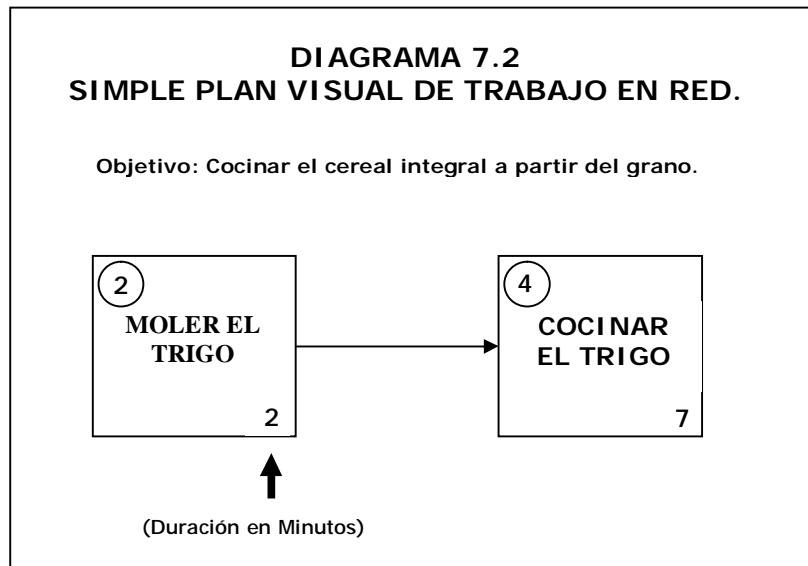 DIAGRAMA 7.2
SIMPLE PLAN VISUAL DE TRABAJO EN RED.
Objetivo: Cocinar el cereal integral a partir del grano.
2
MOLER EL
TRIGO
2
4
COCINAR
EL TRIGO
7
(Duración en Minutos)